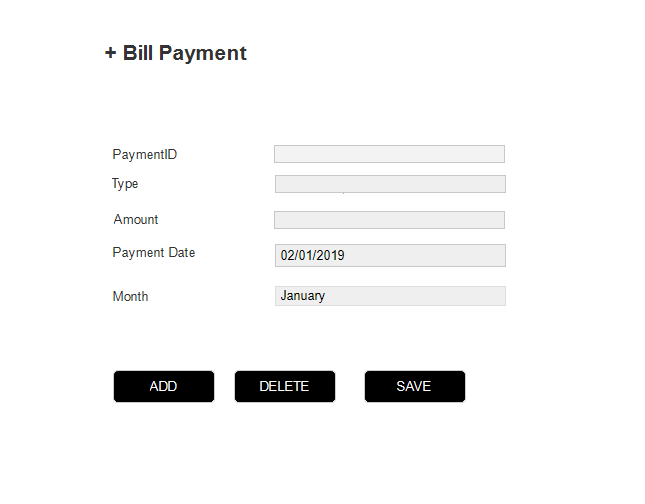 + Bill Payment
PaymentID
Type
Amount
Payment Date 02/01/2019
Month January
ADD DELETE SAVE